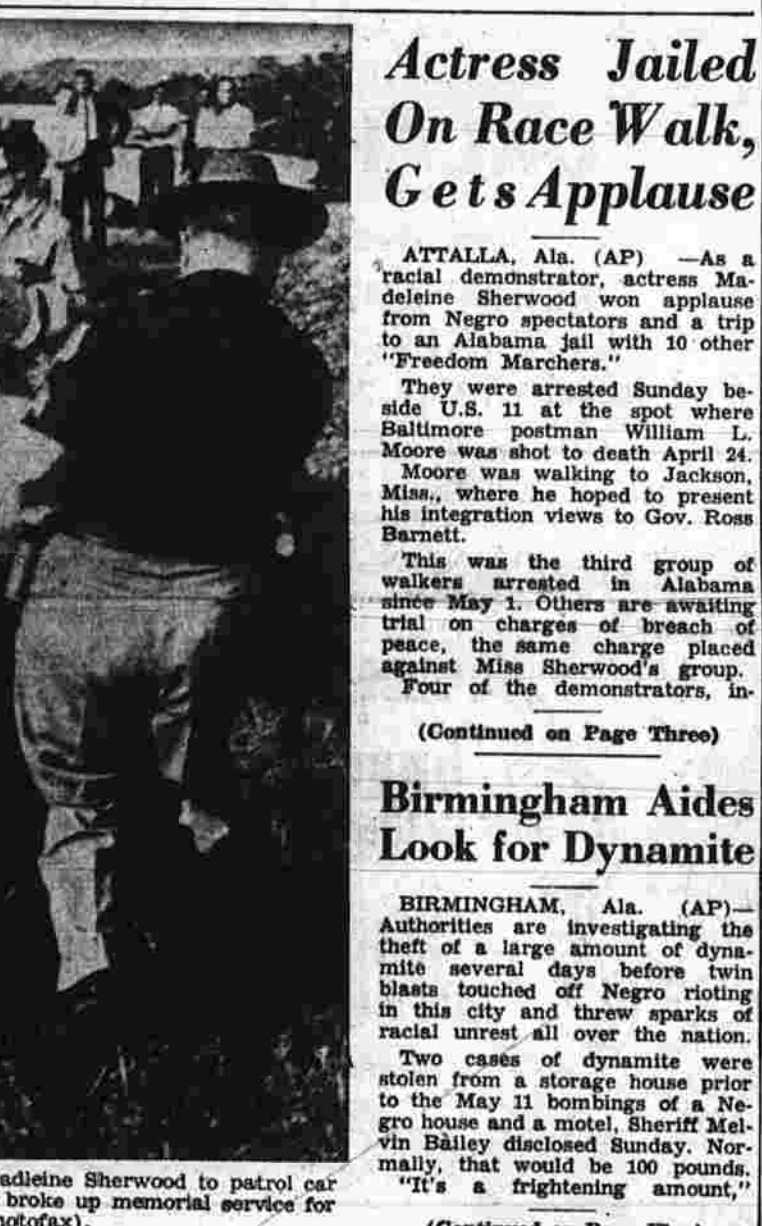 Actress Jailed
On Race Walk,
Gets Applause
ATTALLA, Ala. (AP) —As a
racial demonstrator, actress Ma-
deleine Sherwood won applause
from Negro spectators and a trip
to an Alabama jail with 10 other
"Freedom Marchers."
They were arrested Sunday be-
side U.S. 11 at the spot where
Baltimore postman William L.
Moore was shot to death April 24.
Moore was walking to Jackson,
Miss., where he hoped to present
his integration views to Gov. Ross
Barnett.
This was the third group of
walkers arrested in Alabama
since May 1. Others are awaiting
trial on charges of breach of
peace, the same charge placed
against Miss Sherwood's group.
Four of the demonstrators, in-
(Continued on Page Three)
Birmingham Aides
Look for Dynamite
BIRMINGHAM, Ala. (AP)—
Authorities are investigating the
theft of a large amount of dyna-
mite several days before twin
blasts touched off Negro rioting
in this city and threw sparks of
racial unrest all over the nation.
Two cases of dynamite were
stolen from a storage house prior
to the May 11 bombings of a Ne-
gro house and a motel, Sheriff Mel-
vin Bailey disclosed Sunday. Nor-
mally, that would be 100 pounds.
"It's a frightening amount,"
adleine Sherwood to patrol car
broke up memorial service for